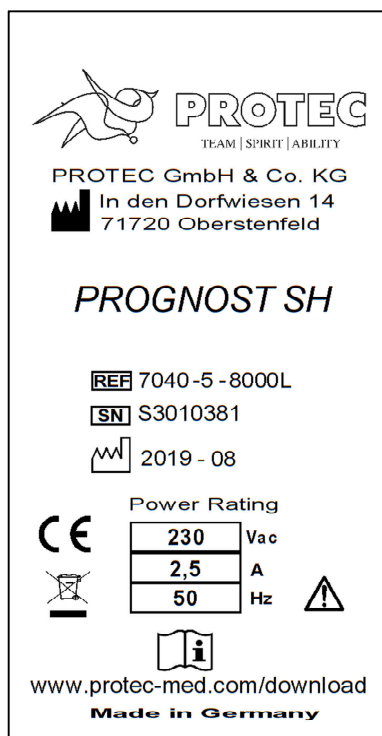 PROTEC
TEAM | SPIRIT | ABILITY
PROTEC GmbH & Co. KG
In den Dorfwiesen 14
71720 Oberstenfeld
PROGNOST SH
REF 7040-5-8000L
SN S3010381
2019 - 08
Power Rating
CE
230 Vac
2,5 A
50 Hz
i
www.protec-med.com/download
Made in Germany